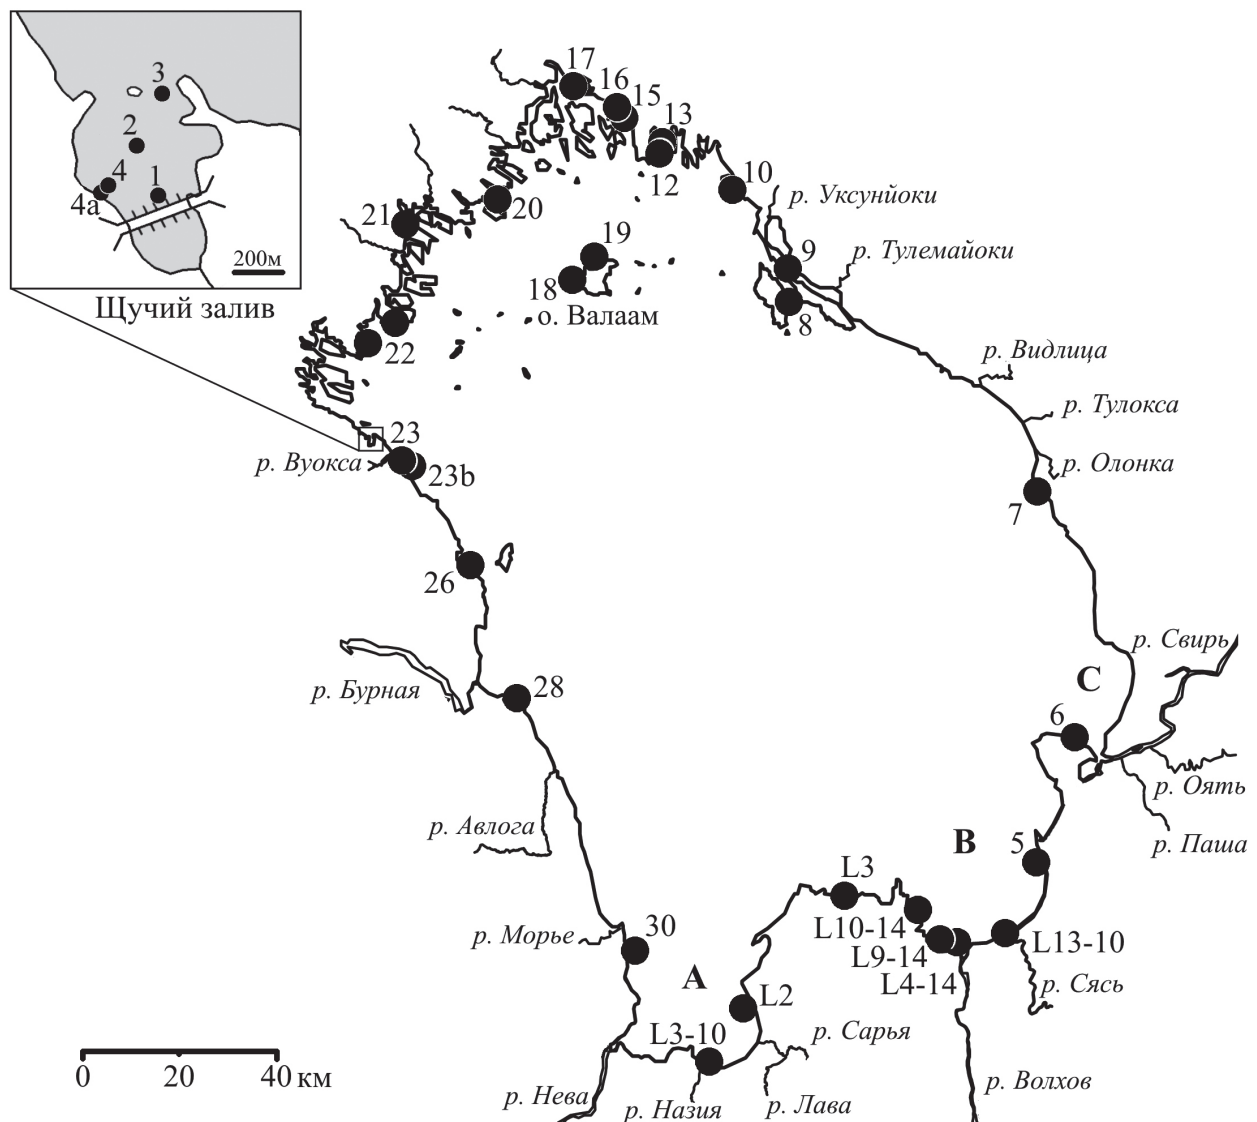 3
2
4
1
4a
200м
Щучий залив
17
16
15
13
12
10
р. Уксунйоки
9
р. Тулемайоки
8
21
20
19
18
о. Валаам
22
р. Видлица
р. Тулокса
р. Олонка
7
23
р. Вуокса
23b
26
р. Бурная
28
р. Свирь
C
6
р. Оять
р. Паша
р. Авлога
B
5
L3
L10-14
L9-14
L4-14
L13-10
р. Сясь
р. Морье
30
A
L2
L3-10
р. Сарья
р. Нева
р. Назия
р. Лава
р. Волхов
0 20 40 км